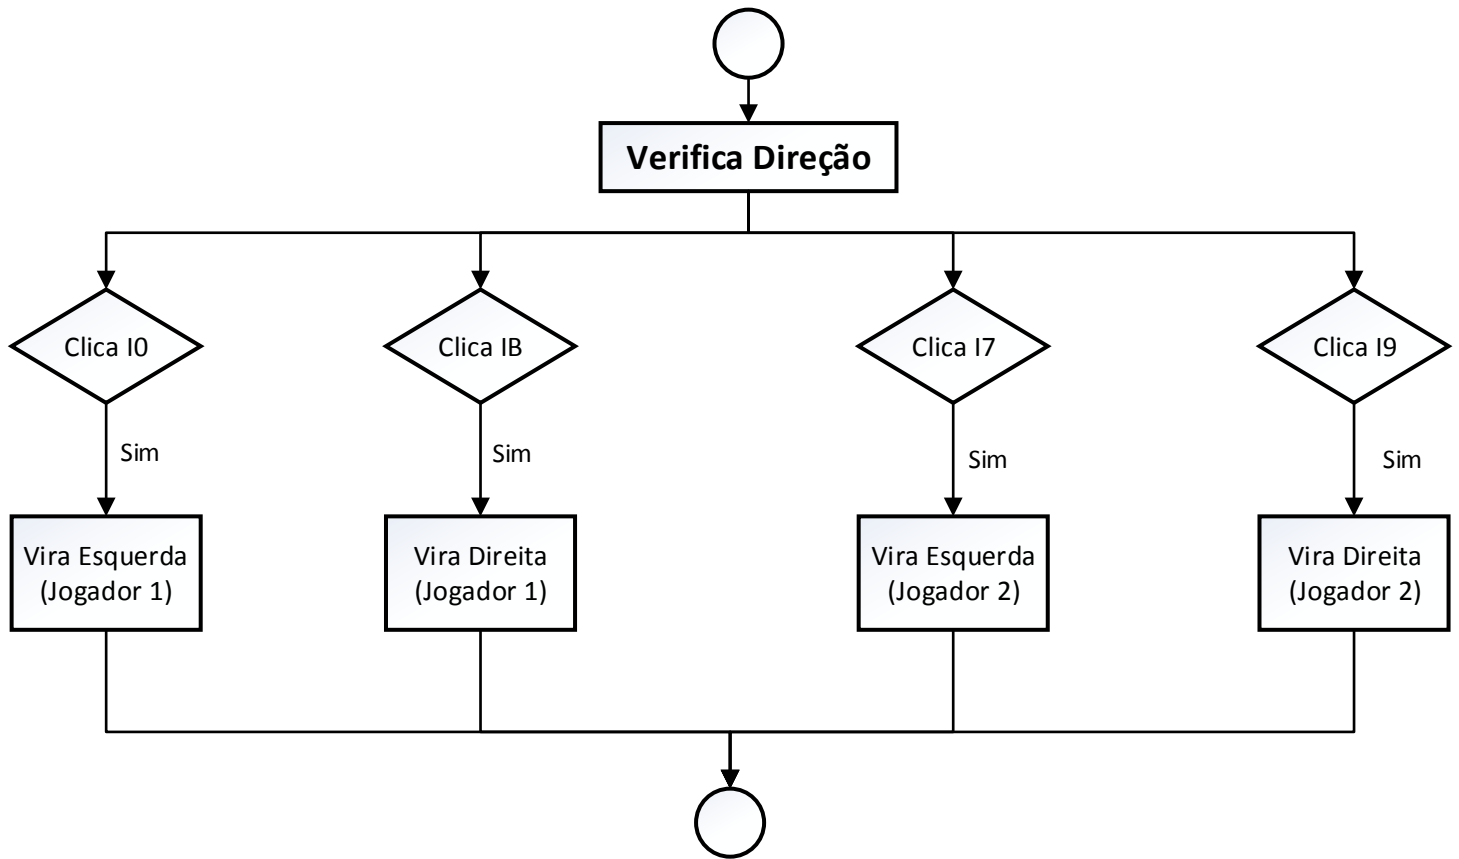 Verifica Direção
Clica I0
Clica IB
Clica I7
Clica I9
Sim
Sim
Sim
Sim
Vira Esquerda
(Jogador 1)
Vira Direita
(Jogador 1)
Vira Esquerda
(Jogador 2)
Vira Direita
(Jogador 2)